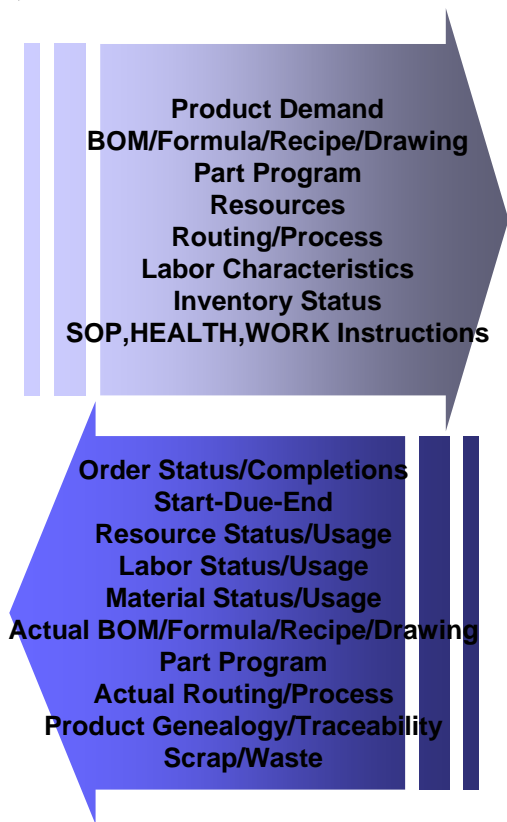 Product Demand
BOM/Formula/Recipe/Drawing
Part Program
Resources
Routing/Process
Labor Characteristics
Inventory Status
SOP,HEALTH,WORK Instructions
Order Status/Completions
Start-Due-End
Resource Status/Usage
Labor Status/Usage
Material Status/Usage
Actual BOM/Formula/Recipe/Drawing
Part Program
Actual Routing/Process
Product Genealogy/Traceability
Scrap/Waste